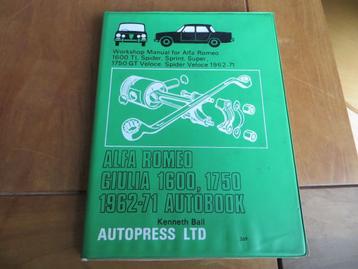 Workshop Manual for Alfa Romeo
1600 TI, Spider, Sprint, Super,
1750 GT Veloce, Spider Veloce 1962-71
ALFA ROMEO
GIULIA 1600, 1750
1962-71 AUTOBOOK
Kenneth Ball
AUTOPRESS LTD